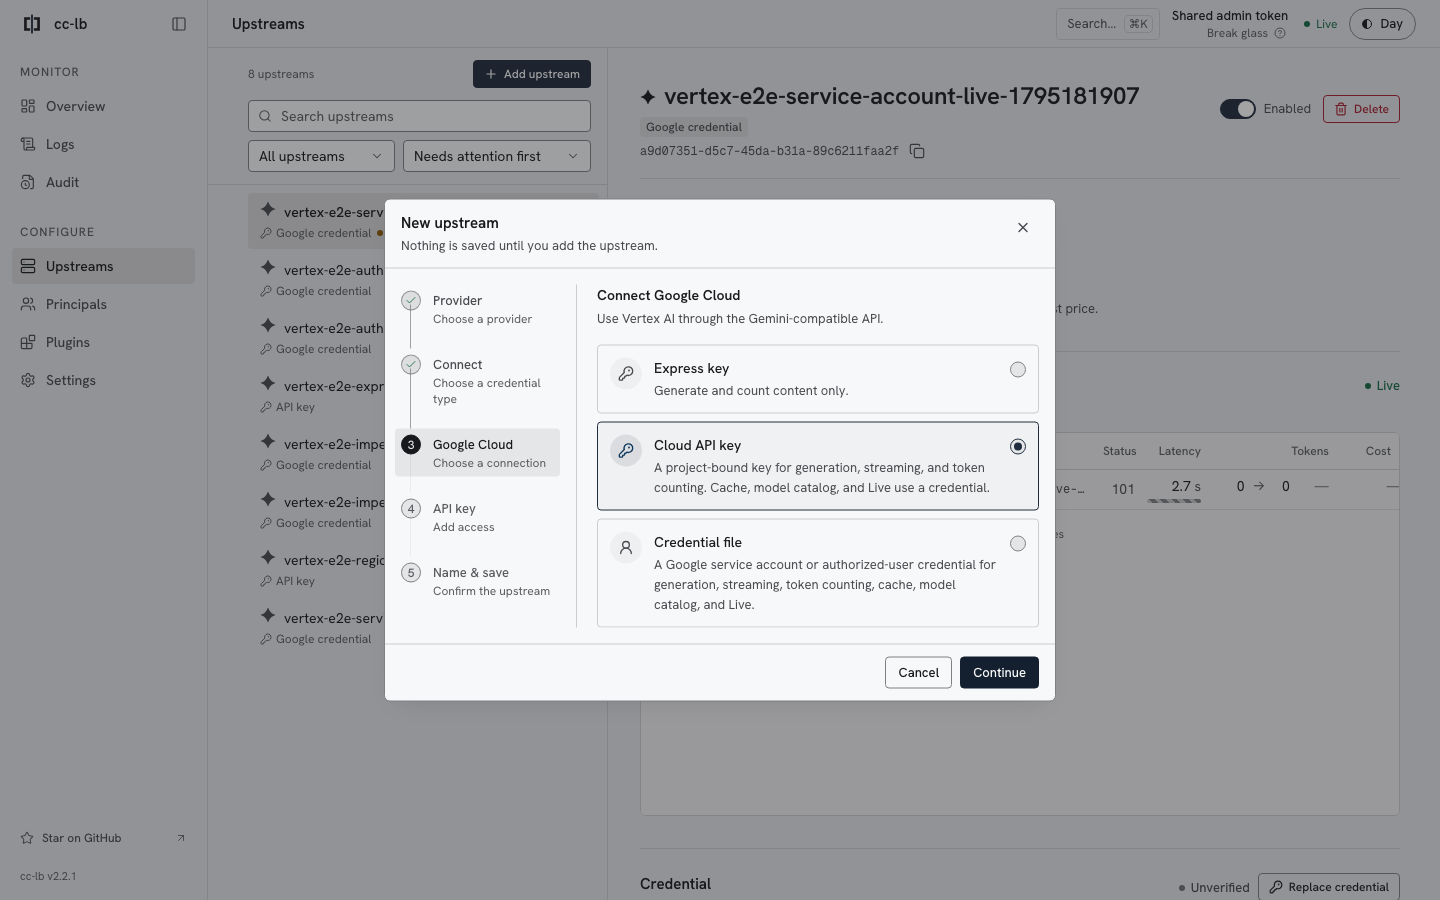 cc-lb
Upstreams
Search... ⌘K
Shared admin token
Break glass
Live
Day
MONITOR
Overview
Logs
Audit
CONFIGURE
Upstreams
Principals
Plugins
Settings
Star on GitHub
cc-lb v2.2.1
8 upstreams
Add upstream
Search upstreams
All upstreams
Needs attention first
vertex-e2e-serv
Google credential
vertex-e2e-auth
Google credential
vertex-e2e-auth
Google credential
vertex-e2e-expr
API key
vertex-e2e-impe
Google credential
vertex-e2e-impe
Google credential
vertex-e2e-regio
API key
vertex-e2e-serv
Google credential
vertex-e2e-service-account-live-1795181907
Google credential
a9d07351-d5c7-45da-b31a-89c6211faa2f
Enabled
Delete
st price.
Live
Status Latency Tokens Cost
ve-… 101 2.7 s 0 → 0 — —
es
Credential
Unverified
Replace credential
New upstream
Nothing is saved until you add the upstream.
Provider
Choose a provider
Connect
Choose a credential
type
3 Google Cloud
Choose a connection
4 API key
Add access
5 Name & save
Confirm the upstream
Connect Google Cloud
Use Vertex AI through the Gemini-compatible API.
Express key
Generate and count content only.
Cloud API key
A project-bound key for generation, streaming, and token
counting. Cache, model catalog, and Live use a credential.
Credential file
A Google service account or authorized-user credential for
generation, streaming, token counting, cache, model
catalog, and Live.
Cancel
Continue